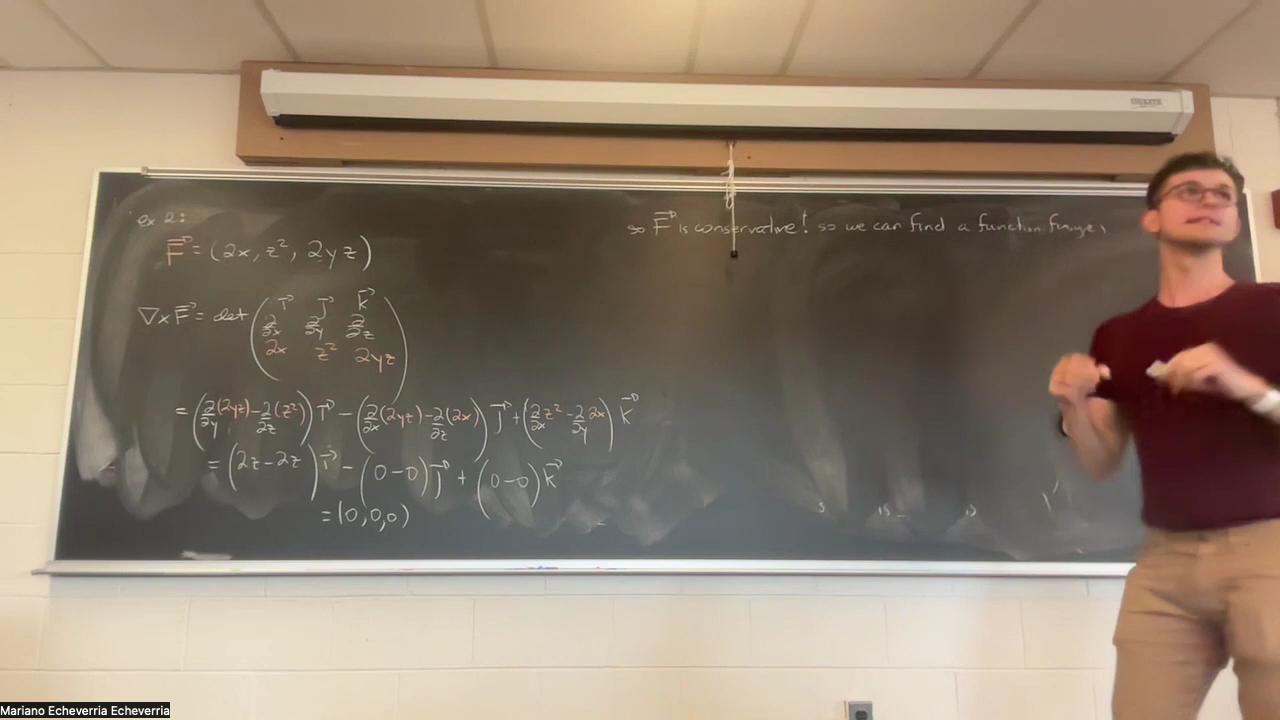 ex 2:
F⃗ = (2x, z², 2yz)
∇×F⃗ = det ( i⃗ j⃗ k⃗
∂/∂x ∂/∂y ∂/∂z
2x z² 2yz )
= (∂/∂y (2yz) - ∂/∂z (z²)) i⃗ - (∂/∂x (2yz) - ∂/∂z (2x)) j⃗ + (∂/∂x z² - ∂/∂y 2x) k⃗
= (2z - 2z) i⃗ - (0 - 0) j⃗ + (0 - 0) k⃗
= (0,0,0)
so F⃗ is conservative! so we can find a function f(x,y,z),
Mariano Echeverria Echeverria